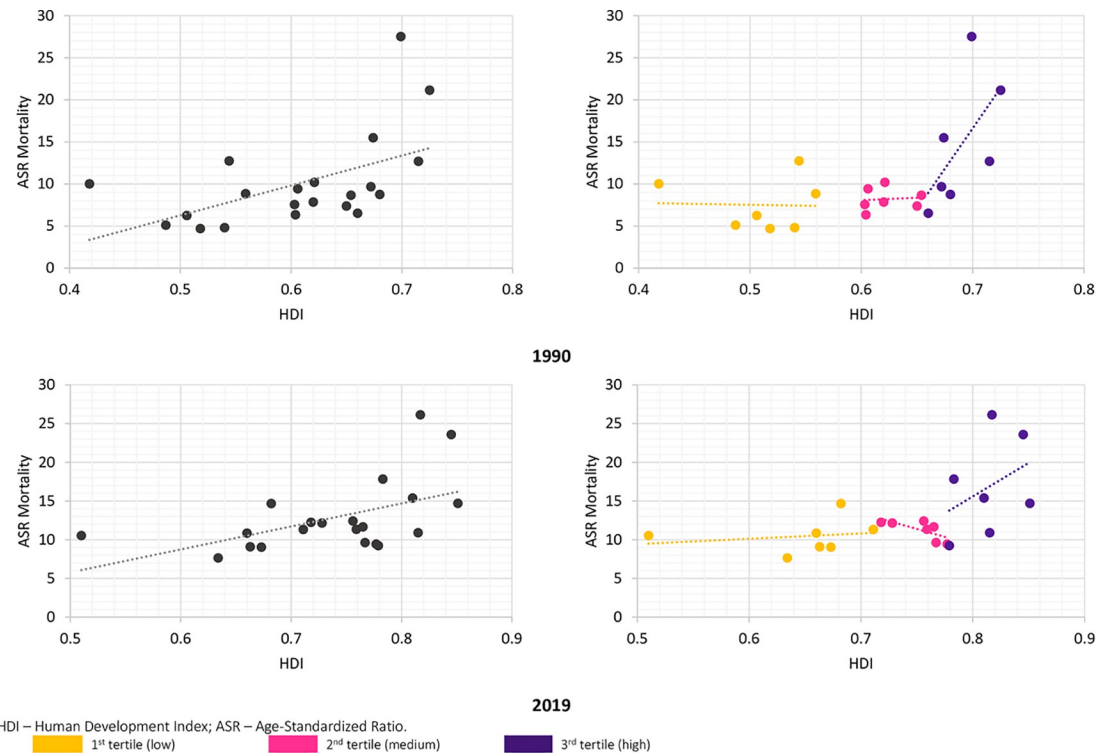 30
25
20
15
10
5
0
ASR Mortality
0.4 0.5 0.6 0.7 0.8
HDI
30
25
20
15
10
5
0
ASR Mortality
0.4 0.5 0.6 0.7 0.8
HDI
1990
30
25
20
15
10
5
0
ASR Mortality
0.5 0.6 0.7 0.8 0.9
HDI
30
25
20
15
10
5
0
ASR Mortality
0.5 0.6 0.7 0.8 0.9
HDI
2019
HDI – Human Development Index; ASR – Age-Standardized Ratio.
1st tertile (low) 2nd tertile (medium) 3rd tertile (high)